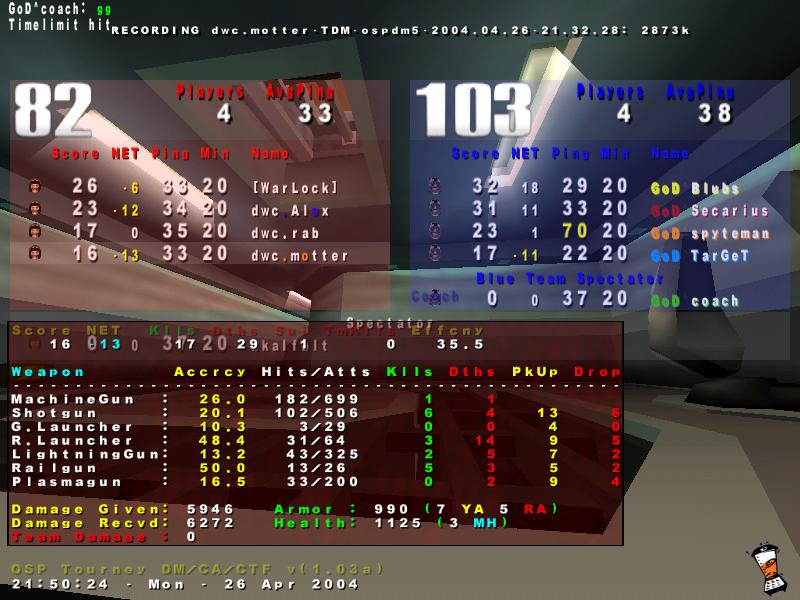 GoD^coach: gg
Timelimit hit.
RECORDING dwc.motter-TDM-ospdm5-2004.04.26-21.32.28: 2873k
82 Players AvgPing
4 33
Score NET Ping Min Name
26 -6 33 20 [WarLock]
23 -12 34 20 dwc.Alex
17 0 35 20 dwc.rab
16 -13 33 20 dwc.motter
103 Players AvgPing
4 38
Score NET Ping Min Name
32 18 29 20 GoD Blubs
31 11 33 20 GoD Secarius
23 1 70 20 GoD spyteman
17 -11 22 20 GoD TarGeT
Blue Team Spectator
Coach 0 0 37 20 GoD coach
Spectator
Score NET Klls Dths Sui TmKlls Effcny
16 -13 17 29 1 0 35.5
Weapon Accrcy Hits/Atts Klls Dths PkUp Drop
MachineGun : 26.0 182/699 1 1
Shotgun : 20.1 102/506 6 4 13 6
G.Launcher : 10.3 3/29 0 0 4 0
R.Launcher : 48.4 31/64 3 14 9 5
LightningGun: 13.2 43/325 2 5 7 2
Railgun : 50.0 13/26 5 3 5 2
Plasmagun : 16.5 33/200 0 2 9 4
Damage Given: 5946 Armor : 990 (7 YA 5 RA)
Damage Recvd: 6272 Health: 1125 (3 MH)
Team Damage : 0
OSP Tourney DM/CA/CTF v(1.03a)
21:50:24 - Mon - 26 Apr 2004